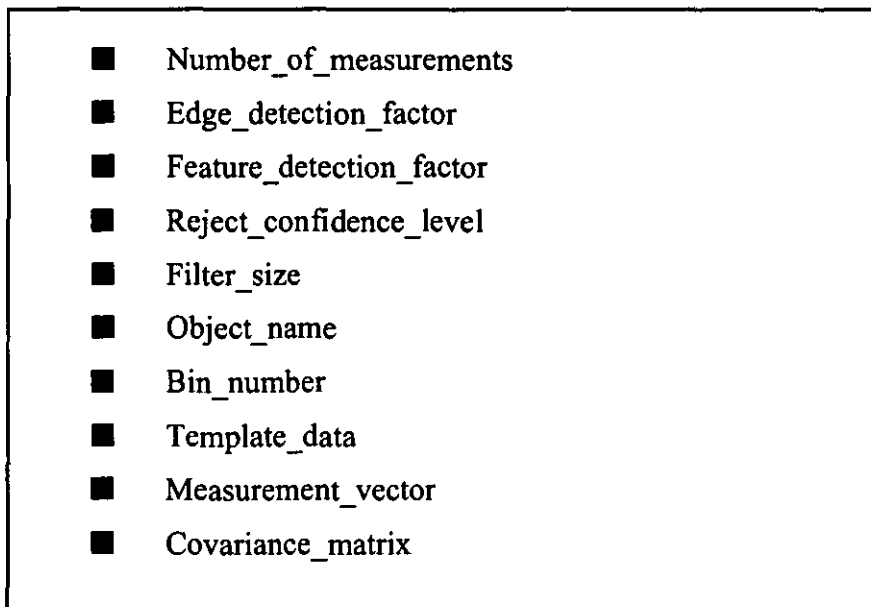 ■ Number_of_measurements
■ Edge_detection_factor
■ Feature_detection_factor
■ Reject_confidence_level
■ Filter_size
■ Object_name
■ Bin_number
■ Template_data
■ Measurement_vector
■ Covariance_matrix